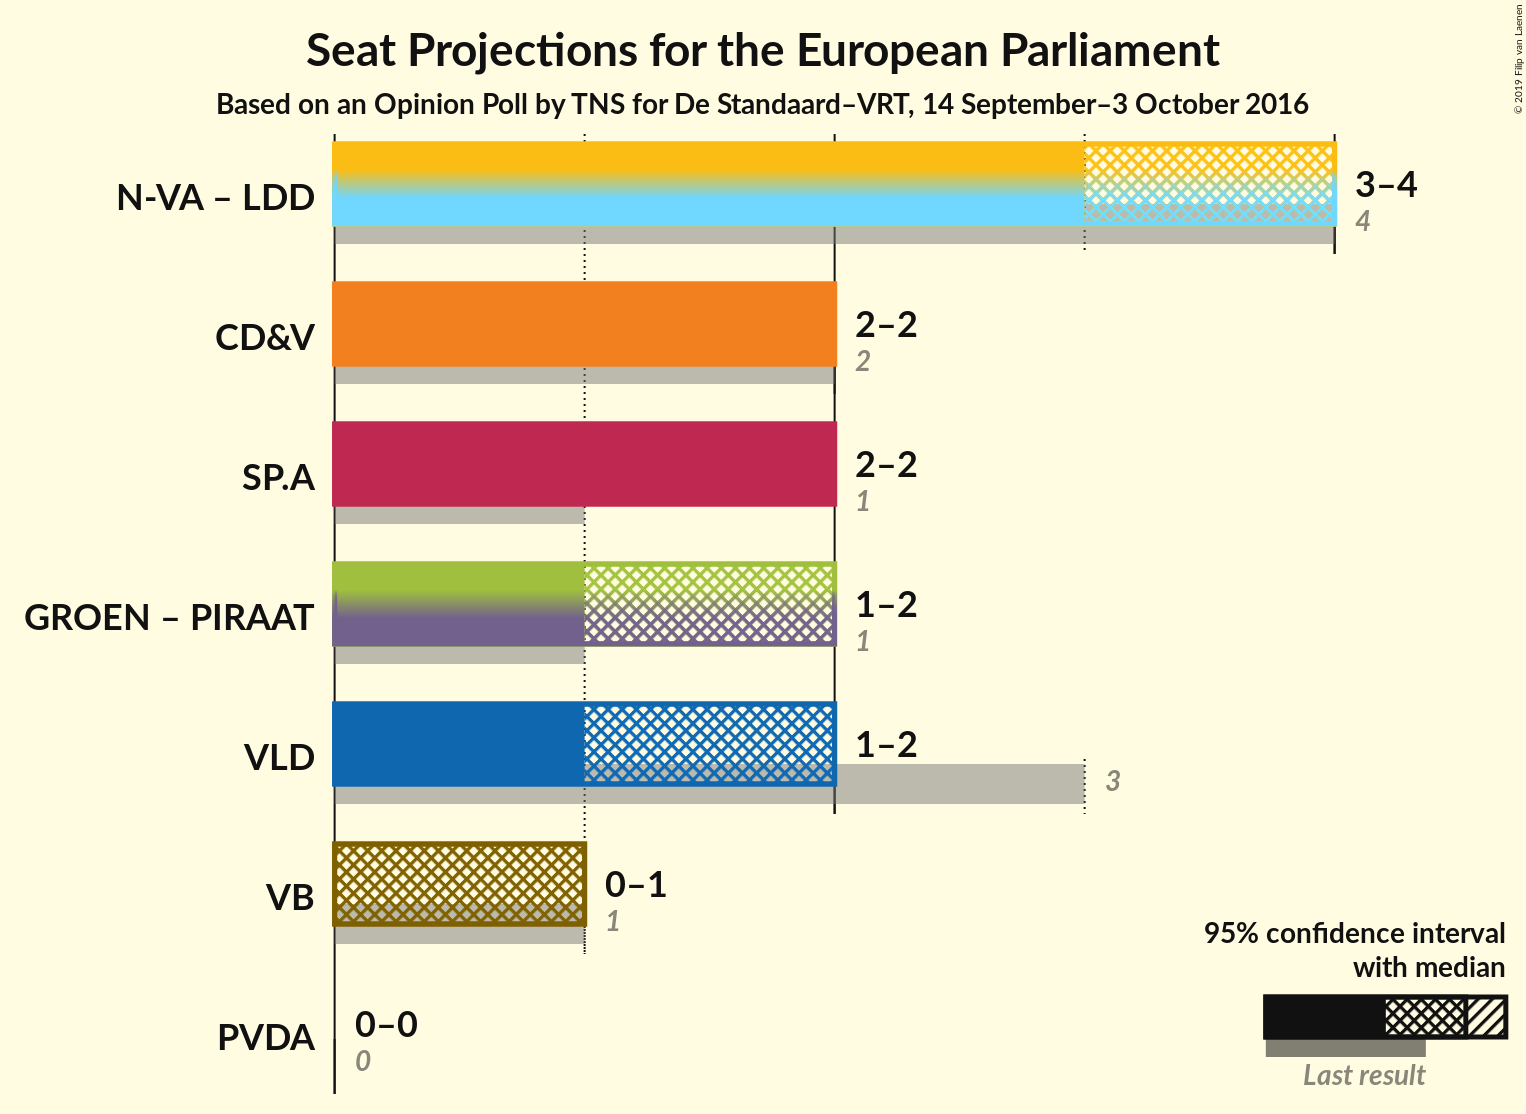 Seat Projections for the European Parliament
Based on an Opinion Poll by TNS for De Standaard–VRT, 14 September–3 October 2016
© 2019 Filip van Laenen
N-VA – LDD
3–4
4
CD&V
2–2
2
SP.A
2–2
1
GROEN – PIRAAT
1–2
1
VLD
1–2
3
VB
0–1
1
PVDA
0–0
0
95% confidence interval
with median
Last result